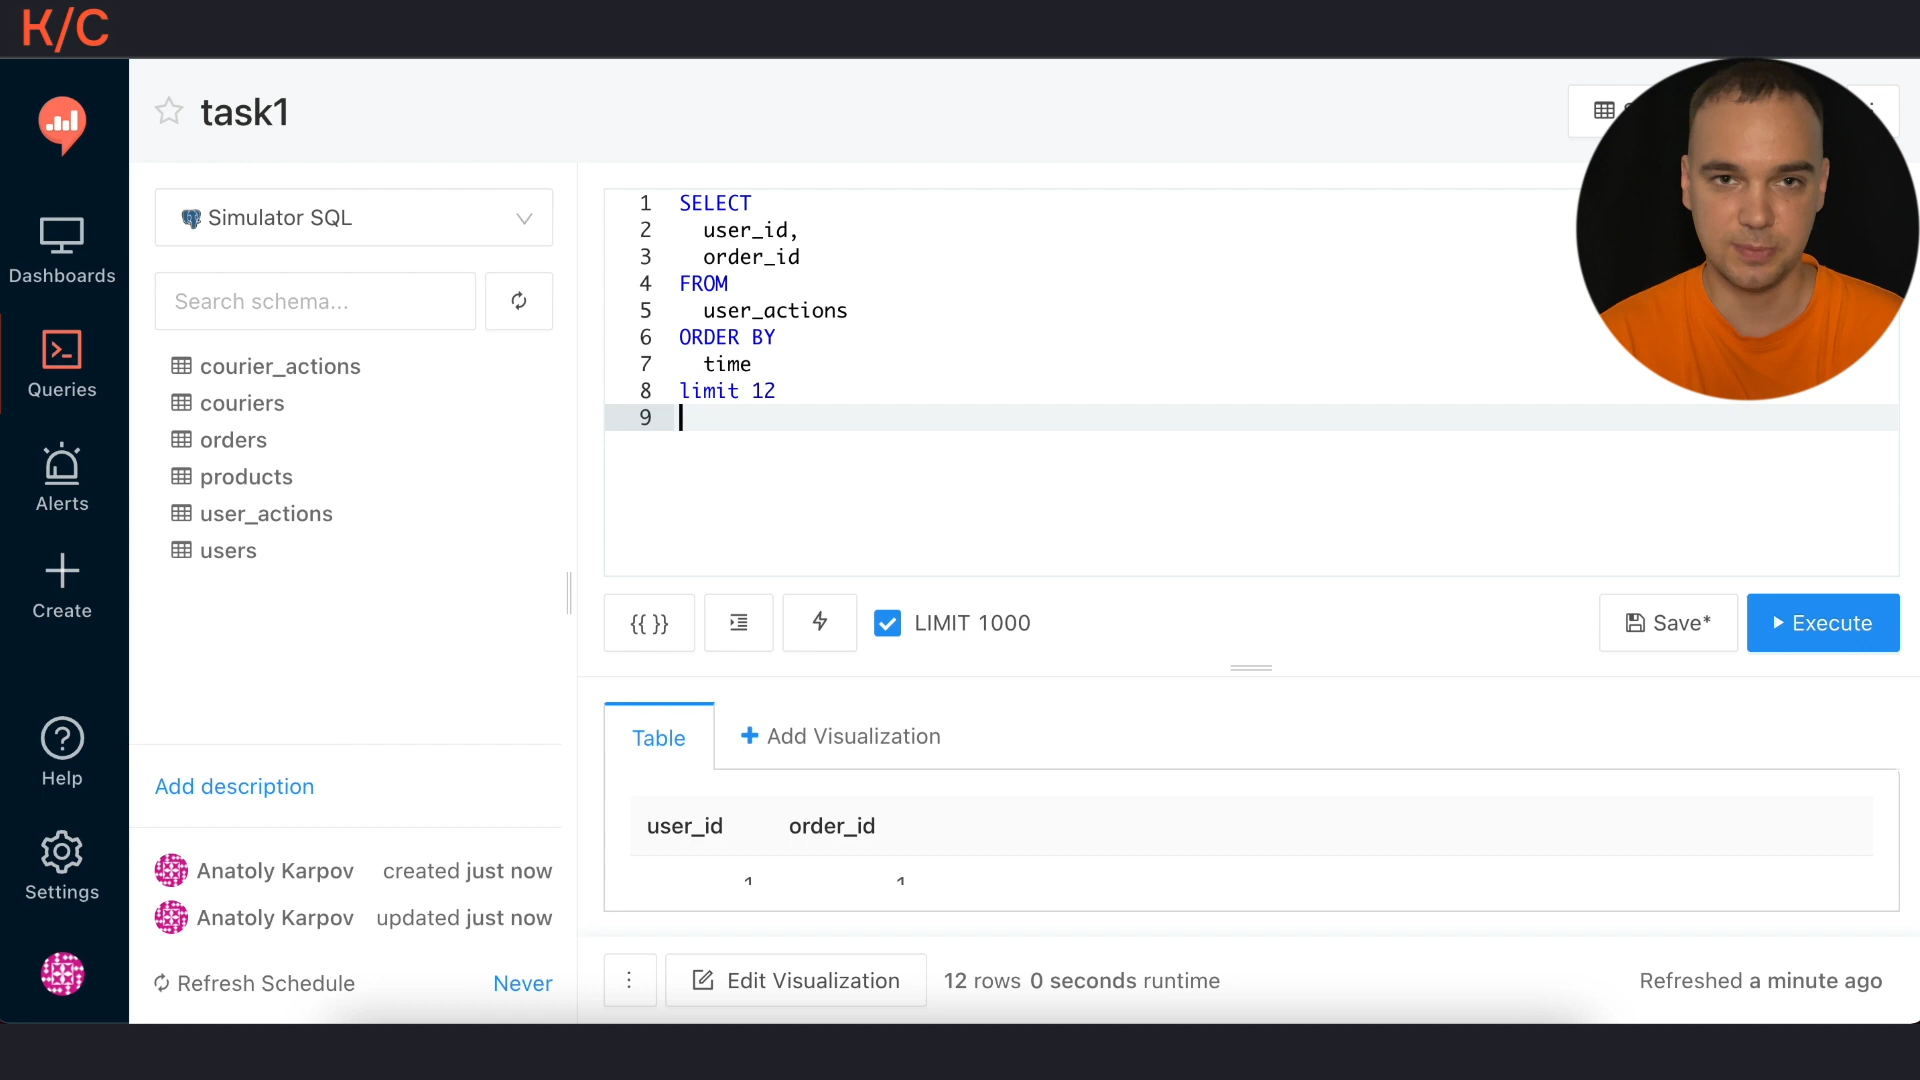 K/C
task1
Simulator SQL
Search schema...
courier_actions
couriers
orders
products
user_actions
users
Dashboards
Queries
Alerts
Create
Help
Settings
Add description
Anatoly Karpov created just now
Anatoly Karpov updated just now
Refresh Schedule Never
1 SELECT
2 user_id,
3 order_id
4 FROM
5 user_actions
6 ORDER BY
7 time
8 limit 12
9
{{ }}
LIMIT 1000
Save*
Execute
Table
Add Visualization
user_id order_id
1 1
Edit Visualization
12 rows 0 seconds runtime
Refreshed a minute ago